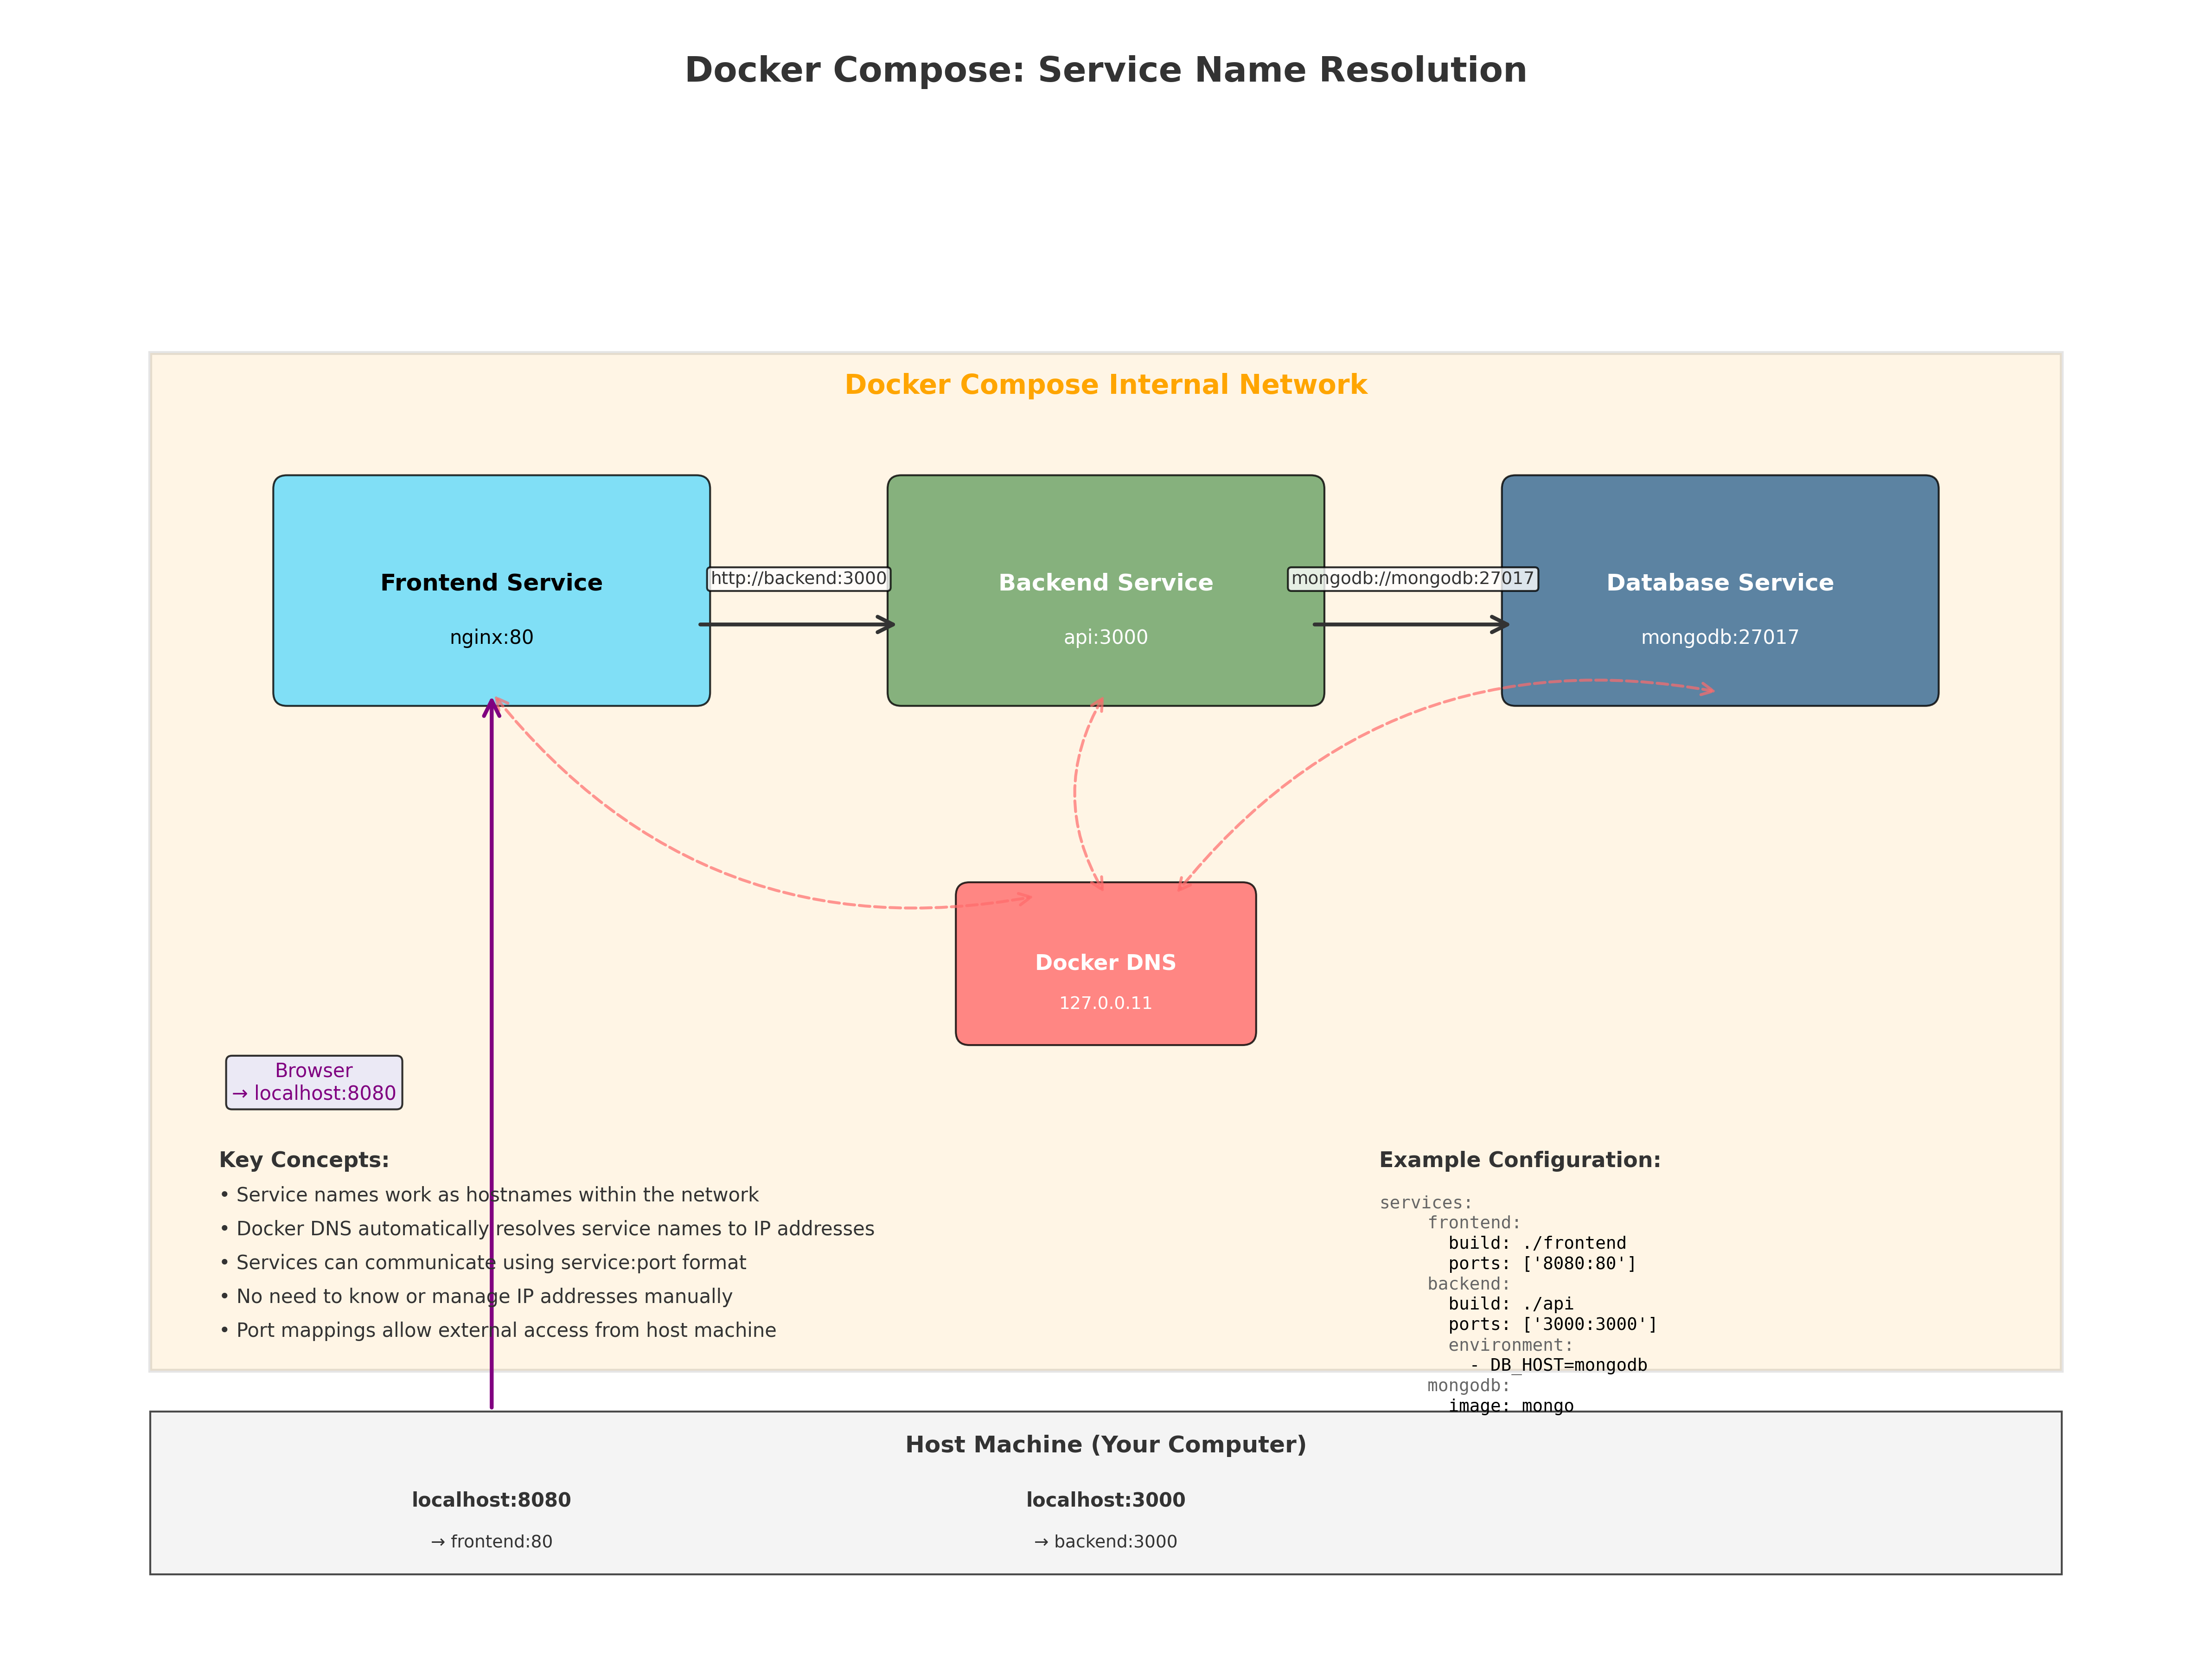 Docker Compose: Service Name Resolution
Docker Compose Internal Network
Frontend Service
nginx:80
http://backend:3000
Backend Service
api:3000
mongodb://mongodb:27017
Database Service
mongodb:27017
Docker DNS
127.0.0.11
Browser
→ localhost:8080
Key Concepts:
• Service names work as hostnames within the network
• Docker DNS automatically resolves service names to IP addresses
• Services can communicate using service:port format
• No need to know or manage IP addresses manually
• Port mappings allow external access from host machine
Example Configuration:
services:
frontend:
build: ./frontend
ports: ['8080:80']
backend:
build: ./api
ports: ['3000:3000']
environment:
- DB_HOST=mongodb
mongodb:
image: mongo
Host Machine (Your Computer)
localhost:8080
→ frontend:80
localhost:3000
→ backend:3000